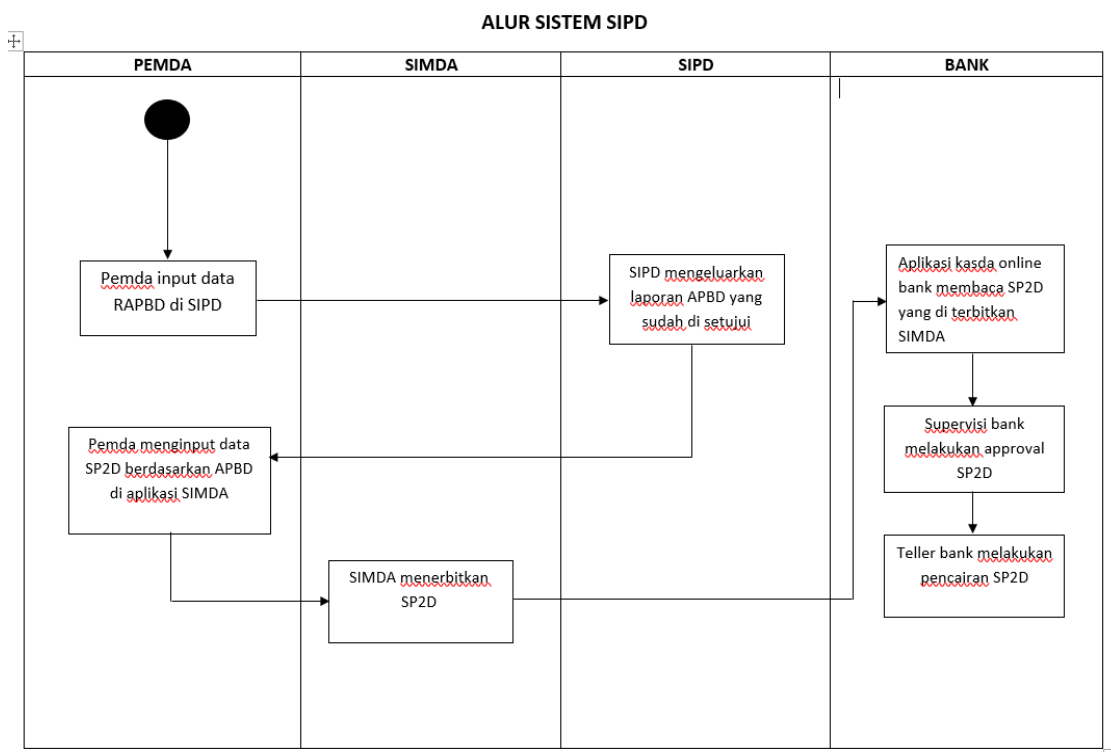 ALUR SISTEM SIPD
PEMDA
SIMDA
SIPD
BANK
Pemda input data
RAPBD di SIPD
SIPD mengeluarkan
laporan APBD yang
sudah di setujui
Aplikasi kasda online
bank membaca SP2D
yang di terbitkan
SIMDA
Pemda menginput data
SP2D berdasarkan APBD
di aplikasi SIMDA
Supervisi bank
melakukan approval
SP2D
SIMDA menerbitkan
SP2D
Teller bank melakukan
pencairan SP2D